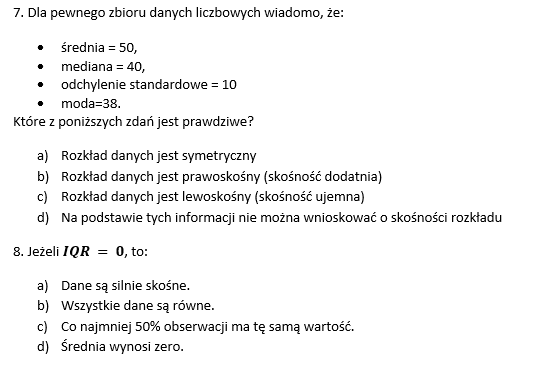 7. Dla pewnego zbioru danych liczbowych wiadomo, że:
• średnia = 50,
• mediana = 40,
• odchylenie standardowe = 10
• moda=38.
Które z poniższych zdań jest prawdziwe?
a) Rozkład danych jest symetryczny
b) Rozkład danych jest prawoskośny (skośność dodatnia)
c) Rozkład danych jest lewoskośny (skośność ujemna)
d) Na podstawie tych informacji nie można wnioskować o skośności rozkładu
8. Jeżeli IQR = 0, to:
a) Dane są silnie skośne.
b) Wszystkie dane są równe.
c) Co najmniej 50% obserwacji ma tę samą wartość.
d) Średnia wynosi zero.